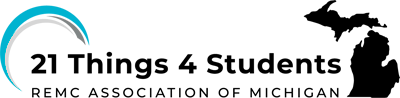 21 Things 4 Students
REMC ASSOCIATION OF MICHIGAN